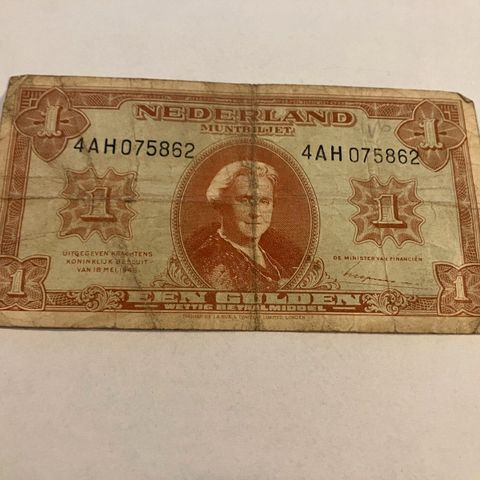 1 NEDERLAND 1
MUNTBILJET
4AH075862 4AH075862
1 1
UITGEGEVEN KRACHTENS
KONINKLIJK BESLUIT
VAN 18 MEI 1945
DE MINISTER VAN FINANCIËN
1 EEN GULDEN 1
WETTIG BETAALMIDDEL